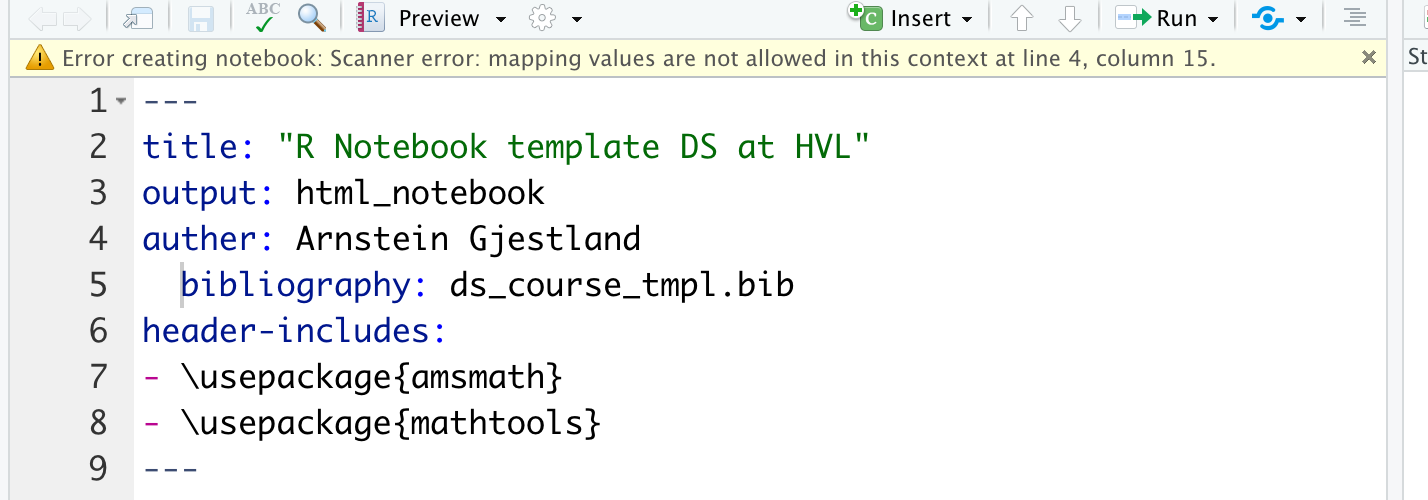 ABC R Preview C Insert Run
Error creating notebook: Scanner error: mapping values are not allowed in this context at line 4, column 15. St
1 ---
2 title: "R Notebook template DS at HVL"
3 output: html_notebook
4 auther: Arnstein Gjestland
5   bibliography: ds_course_tmpl.bib
6 header-includes:
7 - \usepackage{amsmath}
8 - \usepackage{mathtools}
9 ---